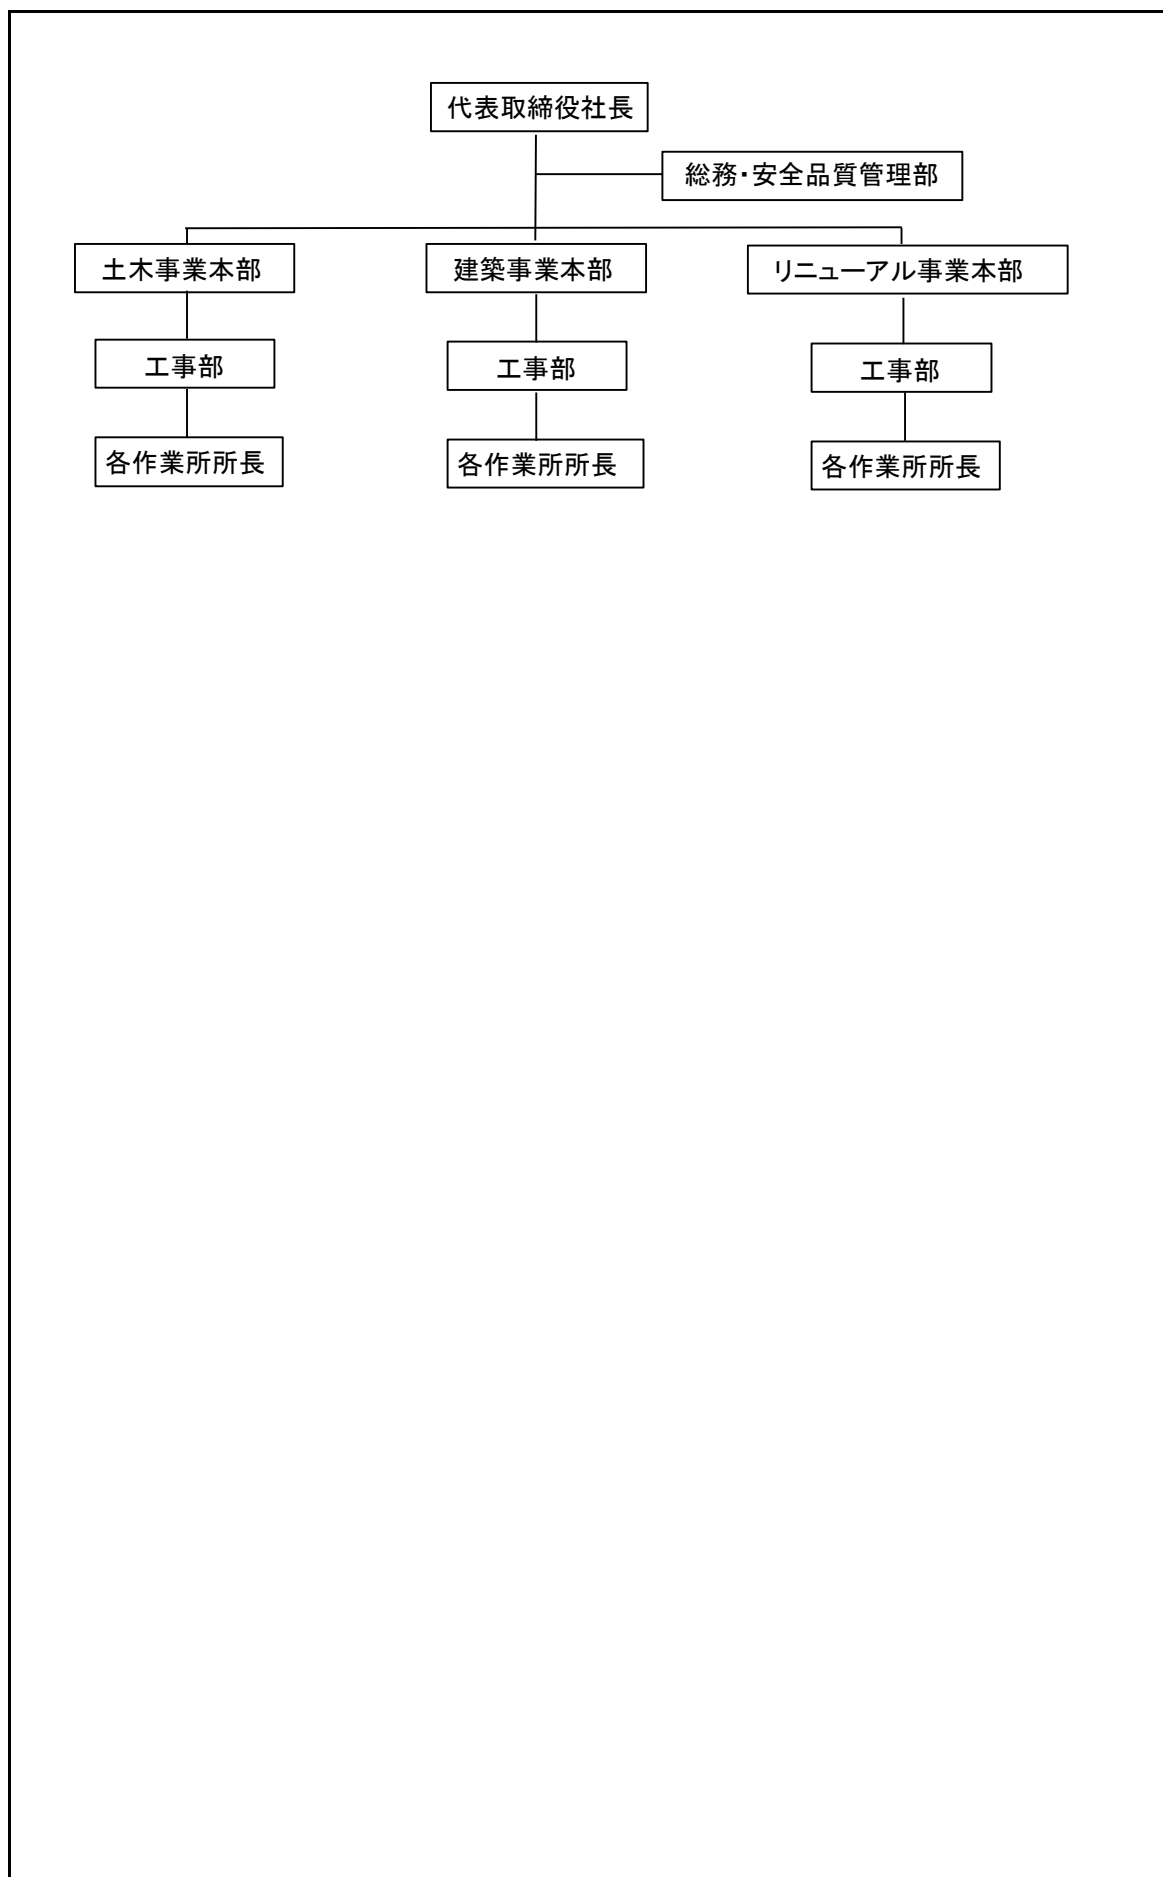 代表取締役社長
総務・安全品質管理部
土木事業本部
建築事業本部
リニューアル事業本部
工事部
工事部
工事部
各作業所所長
各作業所所長
各作業所所長